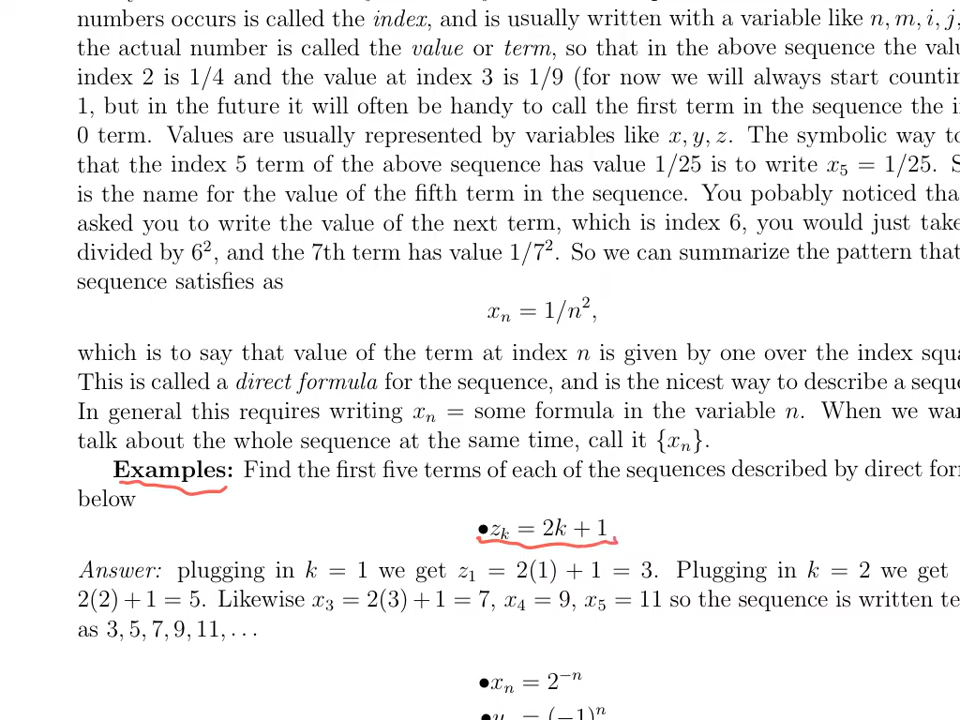 numbers occurs is called the index, and is usually written with a variable like n, m, i, j,
the actual number is called the value or term, so that in the above sequence the
index 2 is 1/4 and the value at index 3 is 1/9 (for now we will always start
1, but in the future it will often be handy to call the first term in the sequence the
0 term. Values are usually represented by variables like x, y, z. The symbolic way
that the index 5 term of the above sequence has value 1/25 is to write x₅ = 1/25.
is the name for the value of the fifth term in the sequence. You pobably noticed
asked you to write the value of the next term, which is index 6, you would just take
divided by 6², and the 7th term has value 1/7². So we can summarize the pattern that
sequence satisfies as
xₙ = 1/n²,
which is to say that value of the term at index n is given by one over the index
This is called a direct formula for the sequence, and is the nicest way to describe a
In general this requires writing xₙ = some formula in the variable n. When we
talk about the whole sequence at the same time, call it {xₙ}.
Examples: Find the first five terms of each of the sequences described by direct
below
•zₖ = 2k + 1
Answer: plugging in k = 1 we get z₁ = 2(1) + 1 = 3. Plugging in k = 2 we get
2(2) + 1 = 5. Likewise x₃ = 2(3) + 1 = 7, x₄ = 9, x₅ = 11 so the sequence is written
as 3, 5, 7, 9, 11, . . .
•xₙ = 2⁻ⁿ
= (−1)ⁿ